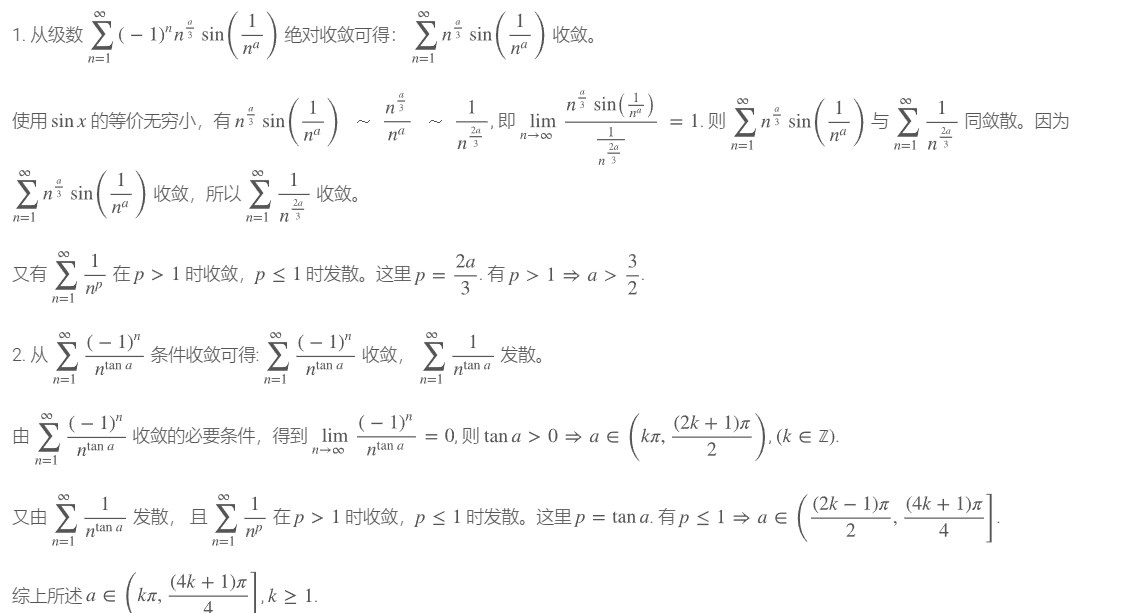 1. 从级数 $\sum_{n=1}^{\infty}(-1)^n n^{\frac{a}{3}} \sin\left(\frac{1}{n^a}\right)$ 绝对收敛可得： $\sum_{n=1}^{\infty} n^{\frac{a}{3}} \sin\left(\frac{1}{n^a}\right)$ 收敛。
使用 $\sin x$ 的等价无穷小，有 $n^{\frac{a}{3}} \sin\left(\frac{1}{n^a}\right) \sim \frac{n^{\frac{a}{3}}}{n^a} \sim \frac{1}{n^{\frac{2a}{3}}}$, 即 $\lim_{n\to\infty} \frac{n^{\frac{a}{3}} \sin\left(\frac{1}{n^a}\right)}{\frac{1}{n^{\frac{2a}{3}}}} = 1$. 则 $\sum_{n=1}^{\infty} n^{\frac{a}{3}} \sin\left(\frac{1}{n^a}\right)$ 与 $\sum_{n=1}^{\infty} \frac{1}{n^{\frac{2a}{3}}}$ 同敛散。因为
$\sum_{n=1}^{\infty} n^{\frac{a}{3}} \sin\left(\frac{1}{n^a}\right)$ 收敛，所以 $\sum_{n=1}^{\infty} \frac{1}{n^{\frac{2a}{3}}}$ 收敛。
又有 $\sum_{n=1}^{\infty} \frac{1}{n^p}$ 在 $p > 1$ 时收敛，$p \leq 1$ 时发散。这里 $p = \frac{2a}{3}$. 有 $p > 1 \Rightarrow a > \frac{3}{2}$.
2. 从 $\sum_{n=1}^{\infty} \frac{(-1)^n}{n^{\tan a}}$ 条件收敛可得: $\sum_{n=1}^{\infty} \frac{(-1)^n}{n^{\tan a}}$ 收敛， $\sum_{n=1}^{\infty} \frac{1}{n^{\tan a}}$ 发散。
由 $\sum_{n=1}^{\infty} \frac{(-1)^n}{n^{\tan a}}$ 收敛的必要条件，得到 $\lim_{n\to\infty} \frac{(-1)^n}{n^{\tan a}} = 0$, 则 $\tan a > 0 \Rightarrow a \in \left(k\pi, \frac{(2k+1)\pi}{2}\right), (k \in \mathbb{Z})$.
又由 $\sum_{n=1}^{\infty} \frac{1}{n^{\tan a}}$ 发散， 且 $\sum_{n=1}^{\infty} \frac{1}{n^p}$ 在 $p > 1$ 时收敛，$p \leq 1$ 时发散。这里 $p = \tan a$. 有 $p \leq 1 \Rightarrow a \in \left(\frac{(2k-1)\pi}{2}, \frac{(4k+1)\pi}{4}\right]$.
综上所述 $a \in \left(k\pi, \frac{(4k+1)\pi}{4}\right], k \geq 1$.